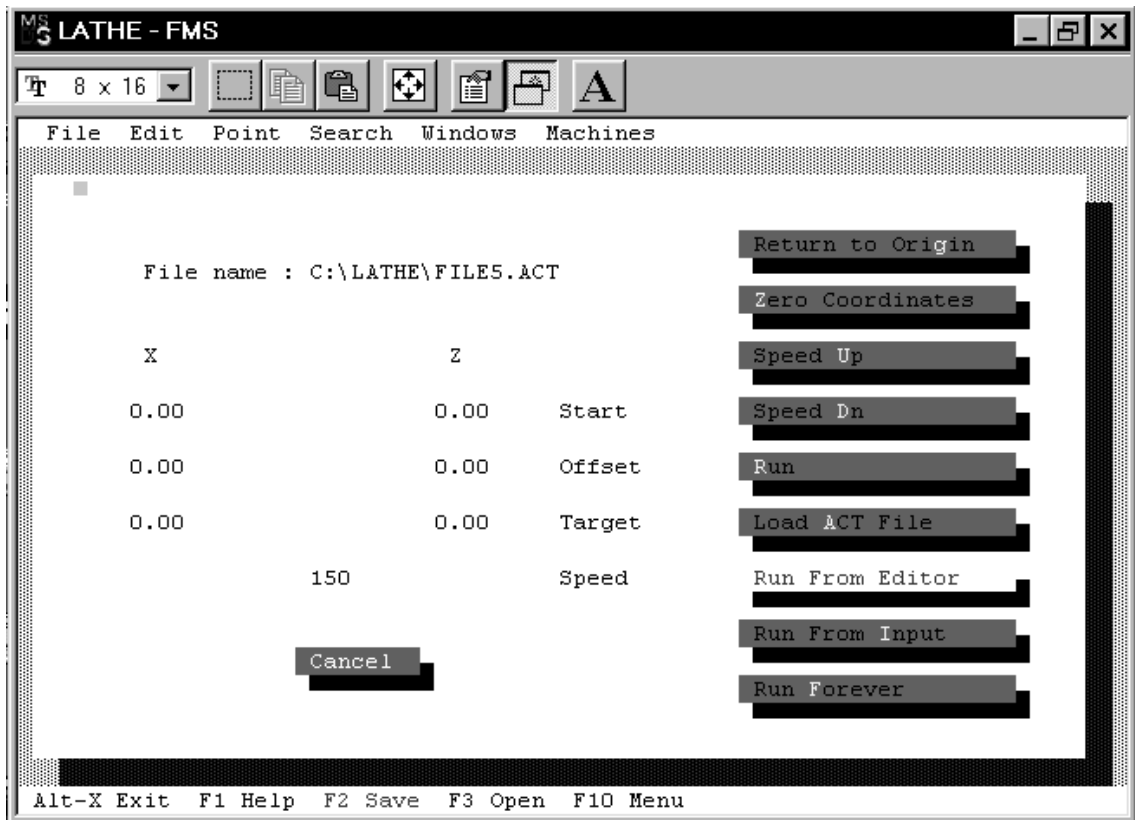 LATHE - FMS
8 x 16
A
File Edit Point Search Windows Machines
File name : C:\LATHE\FILE5.ACT
X Z
0.00 0.00 Start
0.00 0.00 Offset
0.00 0.00 Target
150 Speed
Cancel
Return to Origin
Zero Coordinates
Speed Up
Speed Dn
Run
Load ACT File
Run From Editor
Run From Input
Run Forever
Alt-X Exit F1 Help F2 Save F3 Open F10 Menu